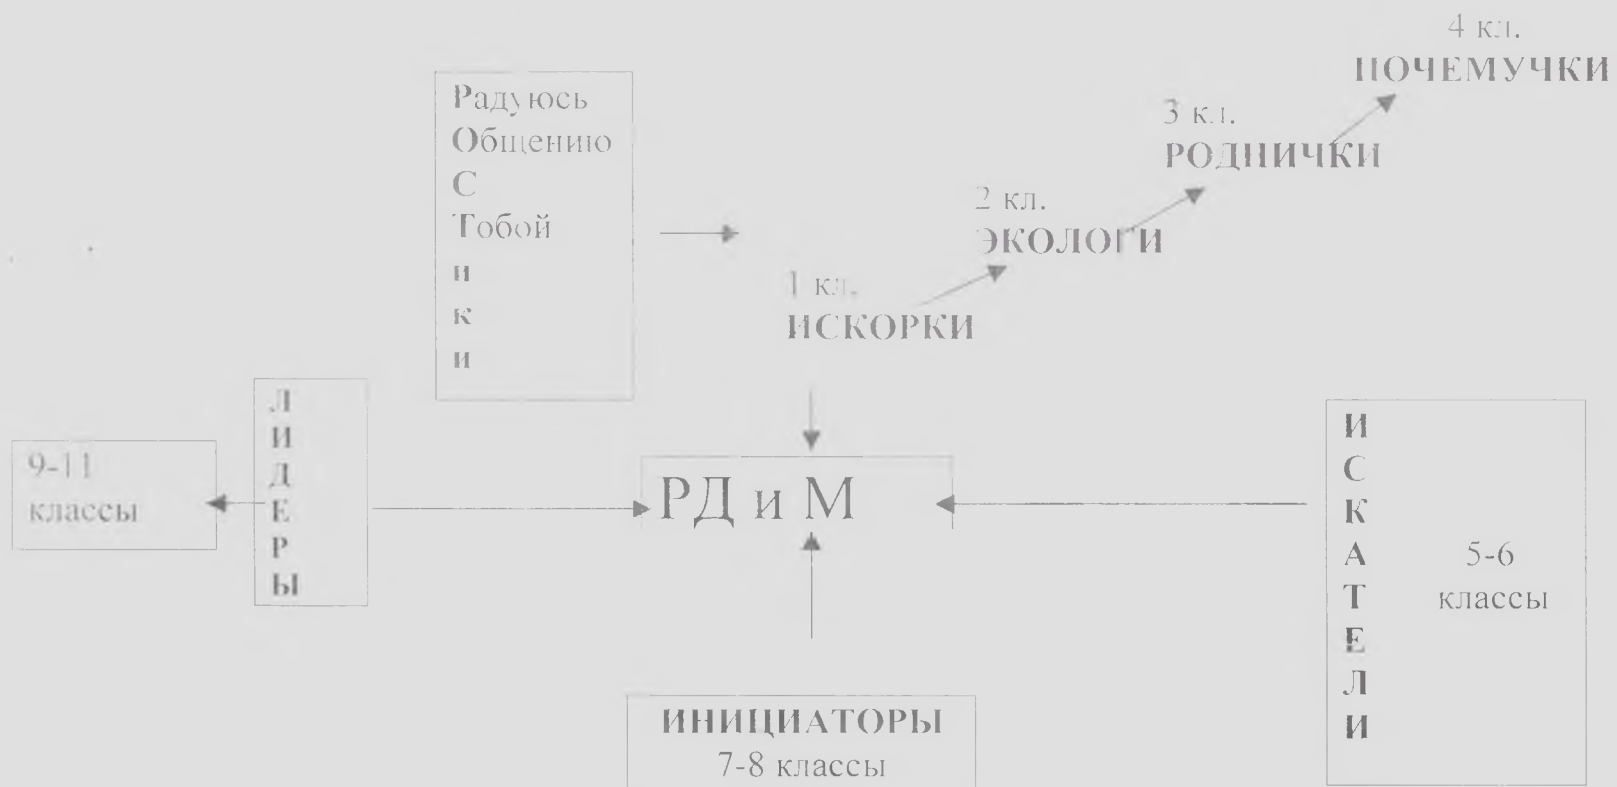 4 кл.
ПОЧЕМУЧКИ
3 кл.
РОДНИЧКИ
2 кл.
ЭКОЛОГИ
1 кл.
ИСКОРКИ
Радуюсь
Общению
С
Тобой
и
к
и
Л
И
Д
Е
Р
Ы
9-11
классы
РД и М
И
С
К
А
Т
Е
Л
И
5-6
классы
ИНИЦИАТОРЫ
7-8 классы